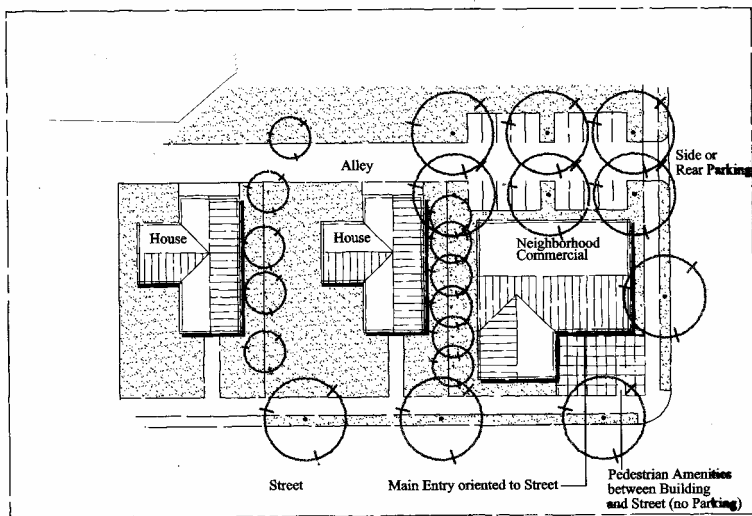 Alley
Side or
Rear Parking
House
House
Neighborhood
Commercial
Street
Main Entry oriented to Street
Pedestrian Amenities
between Building
and Street (no Parking)